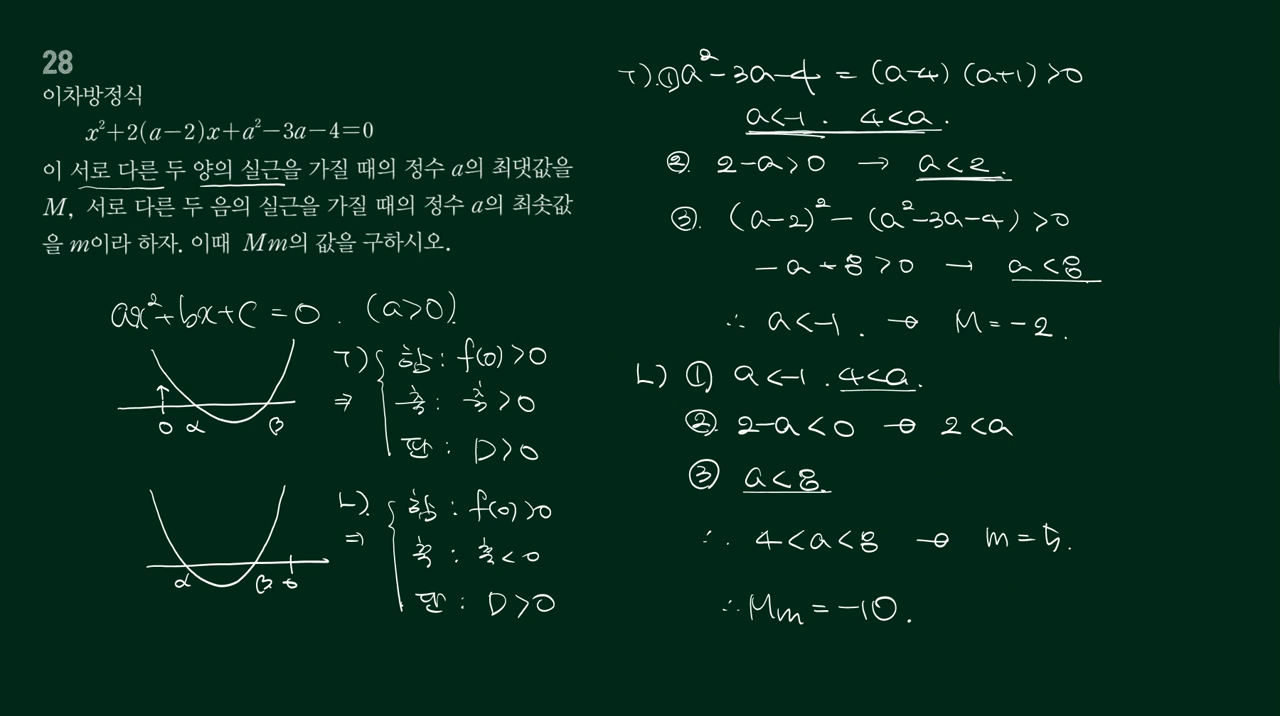 28
이차방정식
x²+2(a−2)x+a²−3a−4=0
이 서로 다른 두 양의 실근을 가질 때의 정수 a의 최댓값을
M, 서로 다른 두 음의 실근을 가질 때의 정수 a의 최솟값
을 m이라 하자. 이때 Mm의 값을 구하시오.
ax²+bx+c=0. (a>0).
0 α β
ㄱ) ⇒ { 함: f(0)>0
축: 축>0
판: D>0
α β 0
ㄴ). ⇒ { 함: f(0)>0
축: 축<0
판: D>0
ㄱ). ① a²−3a−4 = (a−4)(a+1)>0
a<−1. 4<a.
②. 2−a>0 → a<2.
③. (a−2)²−(a²−3a−4)>0
−a+8>0 → a<8
∴ a<−1. → M=−2.
ㄴ) ① a<−1. 4<a.
②. 2−a<0 → 2<a
③ a<8.
∴ 4<a<8 → m=5.
∴ Mm=−10.